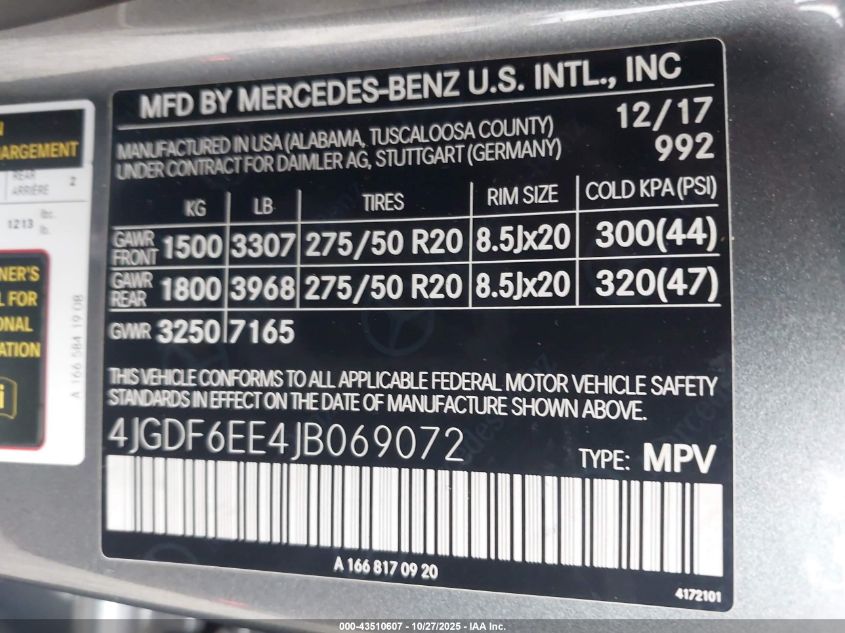 MFD BY MERCEDES-BENZ U.S. INTL., INC
MANUFACTURED IN USA (ALABAMA, TUSCALOOSA COUNTY) 12/17
UNDER CONTRACT FOR DAIMLER AG, STUTTGART (GERMANY) 992
KG LB TIRES RIM SIZE COLD KPA (PSI)
GAWR FRONT 1500 3307 275/50 R20 8.5Jx20 300(44)
GAWR REAR 1800 3968 275/50 R20 8.5Jx20 320(47)
GVWR 3250 7165
THIS VEHICLE CONFORMS TO ALL APPLICABLE FEDERAL MOTOR VEHICLE SAFETY
STANDARDS IN EFFECT ON THE DATE OF MANUFACTURE SHOWN ABOVE.
4JGDF6EE4JB069072 TYPE: MPV
A 166 817 09 20
4172101
REAR
ARRIÈRE 2
1213 lbs.
lb.
A 166 584 19 08
000-43510607 - 10/27/2025 - IAA Inc.